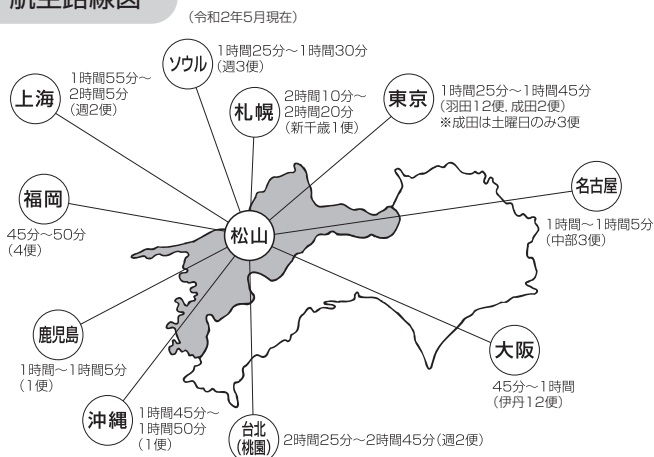 航空路線図
(令和2年5月現在)
ソウル
1時間25分〜1時間30分
(週3便)
上海
1時間55分〜
2時間5分
(週2便)
札幌
2時間10分〜
2時間20分
(新千歳1便)
東京
1時間25分〜1時間45分
(羽田12便,成田2便)
※成田は土曜日のみ3便
福岡
45分〜50分
(4便)
松山
名古屋
1時間〜1時間5分
(中部3便)
鹿児島
1時間〜1時間5分
(1便)
大阪
45分〜1時間
(伊丹12便)
沖縄
1時間45分〜
1時間50分
(1便)
台北
(桃園)
2時間25分〜2時間45分(週2便)